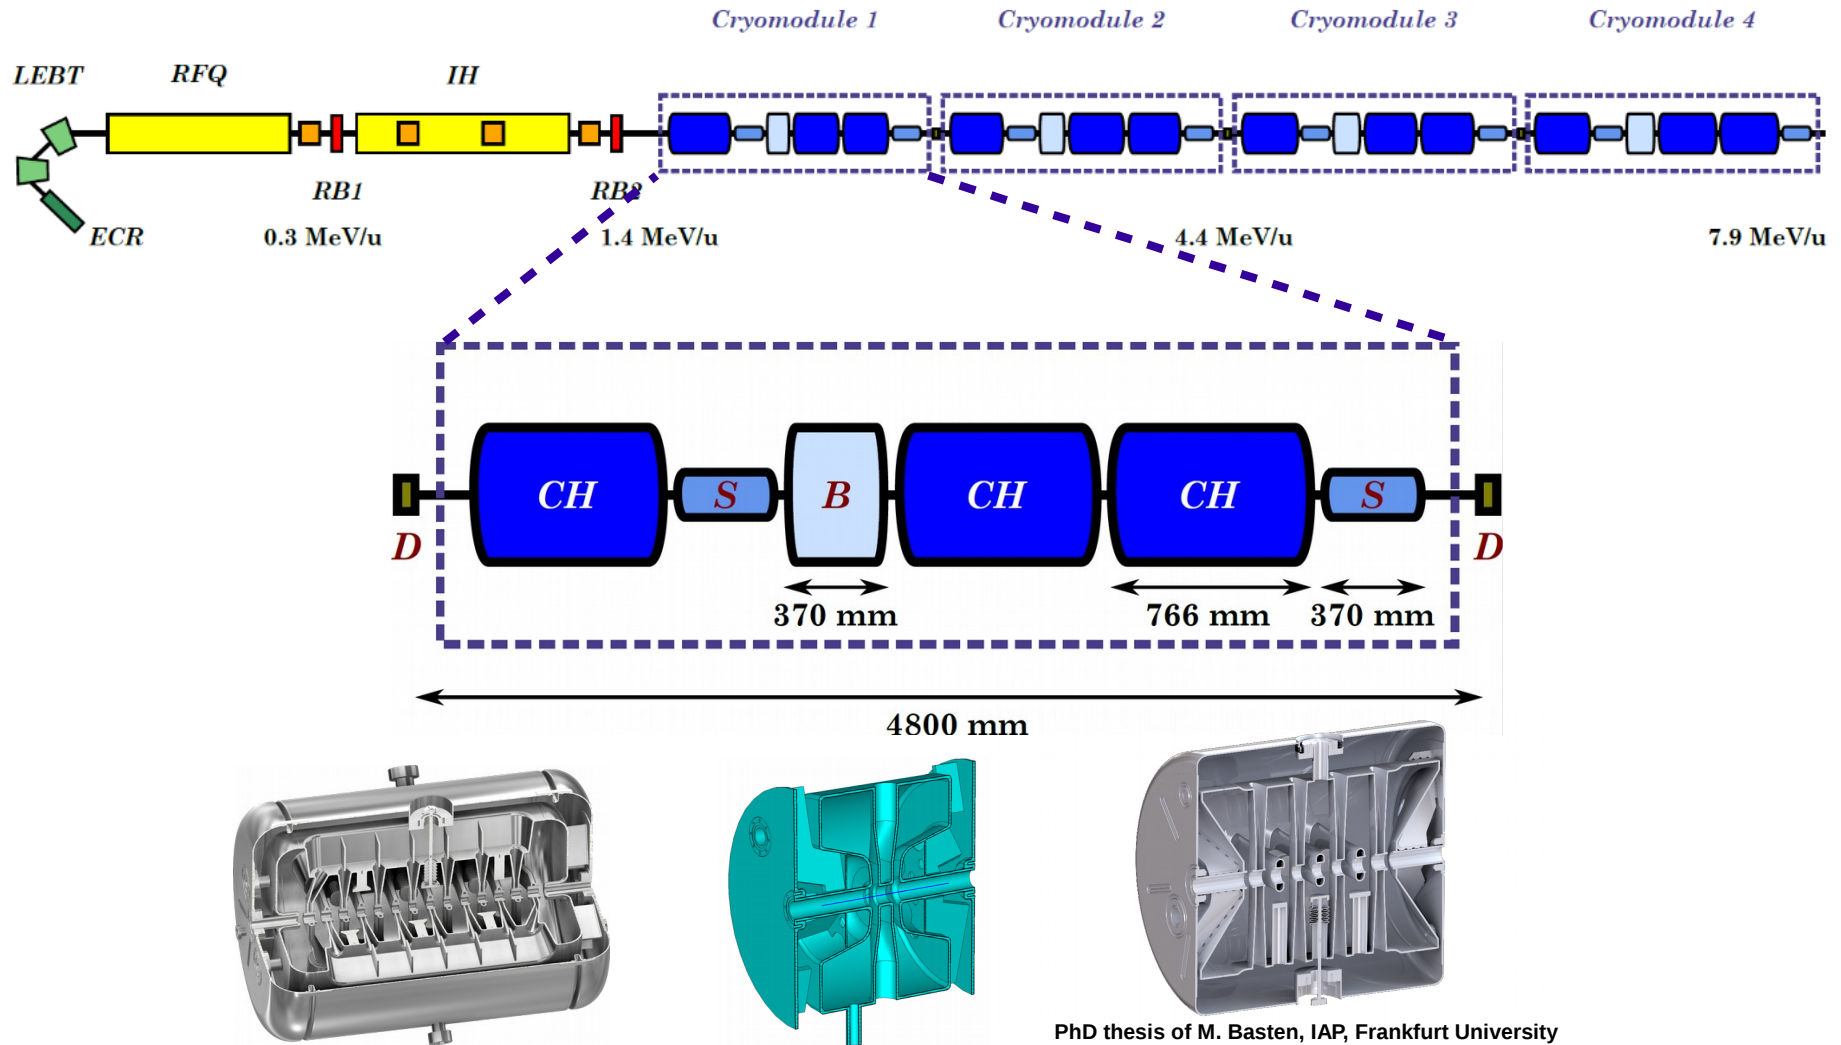 Cryomodule 1 Cryomodule 2 Cryomodule 3 Cryomodule 4
LEBT RFQ IH
RB1 RB2
ECR 0.3 MeV/u 1.4 MeV/u 4.4 MeV/u 7.9 MeV/u
CH S B CH CH S
D D
370 mm 766 mm 370 mm
4800 mm
PhD thesis of M. Basten, IAP, Frankfurt University